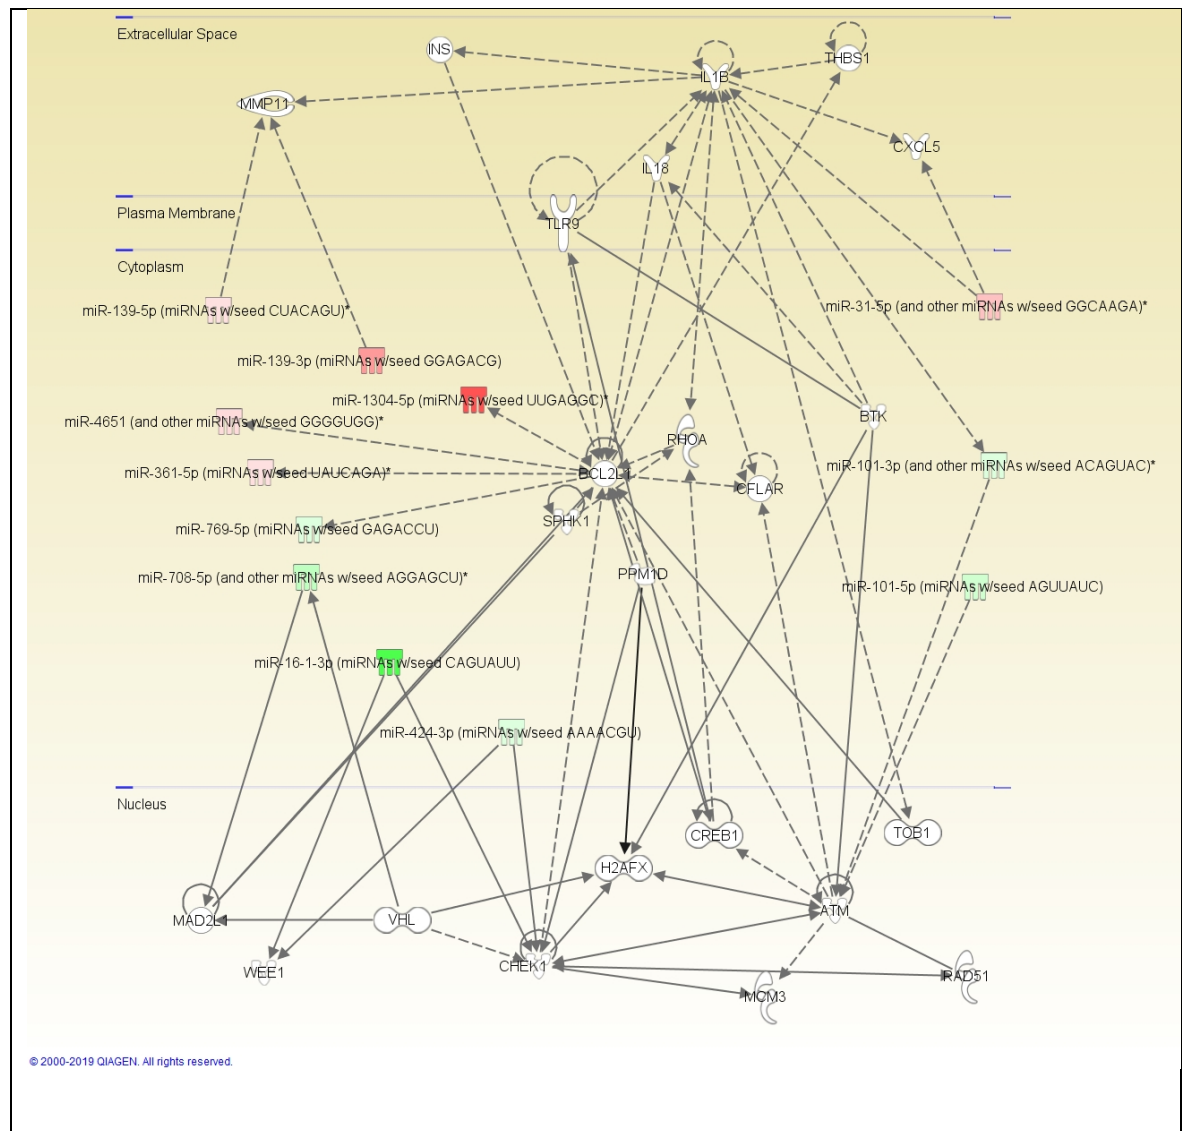 Extracellular Space
INS
IL1B
THBS1
MMP11
CXCL5
IL18
Plasma Membrane
TLR9
Cytoplasm
miR-139-5p (miRNAs w/seed CUACAGU)*
miR-31-5p (and other miRNAs w/seed GGCAAGA)*
miR-139-3p (miRNAs w/seed GGAGACG)
miR-1304-5p (miRNAs w/seed UUGAGGC)*
miR-4651 (and other miRNAs w/seed GGGGUGG)*
BTK
RHOA
miR-361-5p (miRNAs w/seed UAUCAGA)*
BCL2L1
miR-101-3p (and other miRNAs w/seed ACAGUAC)*
CFLAR
SPHK1
miR-769-5p (miRNAs w/seed GAGACCU)
miR-708-5p (and other miRNAs w/seed AGGAGCU)*
PPM1D
miR-101-5p (miRNAs w/seed AGUUAUC)
miR-16-1-3p (miRNAs w/seed CAGUAUU)
miR-424-3p (miRNAs w/seed AAAACGU)
Nucleus
CREB1
TOB1
H2AFX
MAD2L1
VHL
ATM
WEE1
CHEK1
MCM3
RAD51
© 2000-2019 QIAGEN. All rights reserved.